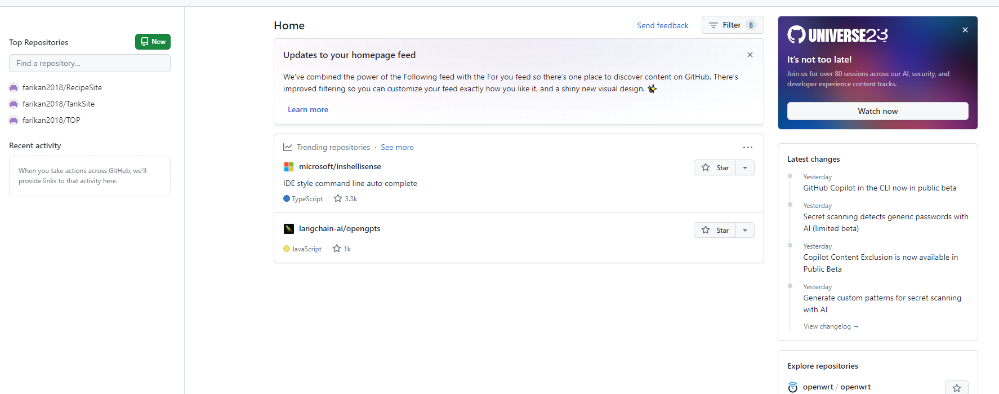 Top Repositories
New
Find a repository…
farikan2018/RecipeSite
farikan2018/TankSite
farikan2018/TOP
Recent activity
When you take actions across GitHub, we’ll
provide links to that activity here.
Home
Send feedback
Filter 8
Updates to your homepage feed
We've combined the power of the Following feed with the For you feed so there’s one place to discover content on GitHub. There’s
improved filtering so you can customize your feed exactly how you like it, and a shiny new visual design. ✨
Learn more
Trending repositories · See more
microsoft/inshellisense
Star
IDE style command line auto complete
TypeScript 3.3k
langchain-ai/opengpts
Star
JavaScript 1k
UNIVERSE23
It’s not too late!
Join us for over 80 sessions across our AI, security, and
developer experience content tracks.
Watch now
Latest changes
Yesterday
GitHub Copilot in the CLI now in public beta
Yesterday
Secret scanning detects generic passwords with
AI (limited beta)
Yesterday
Copilot Content Exclusion is now available in
Public Beta
Yesterday
Generate custom patterns for secret scanning
with AI
View changelog →
Explore repositories
openwrt / openwrt